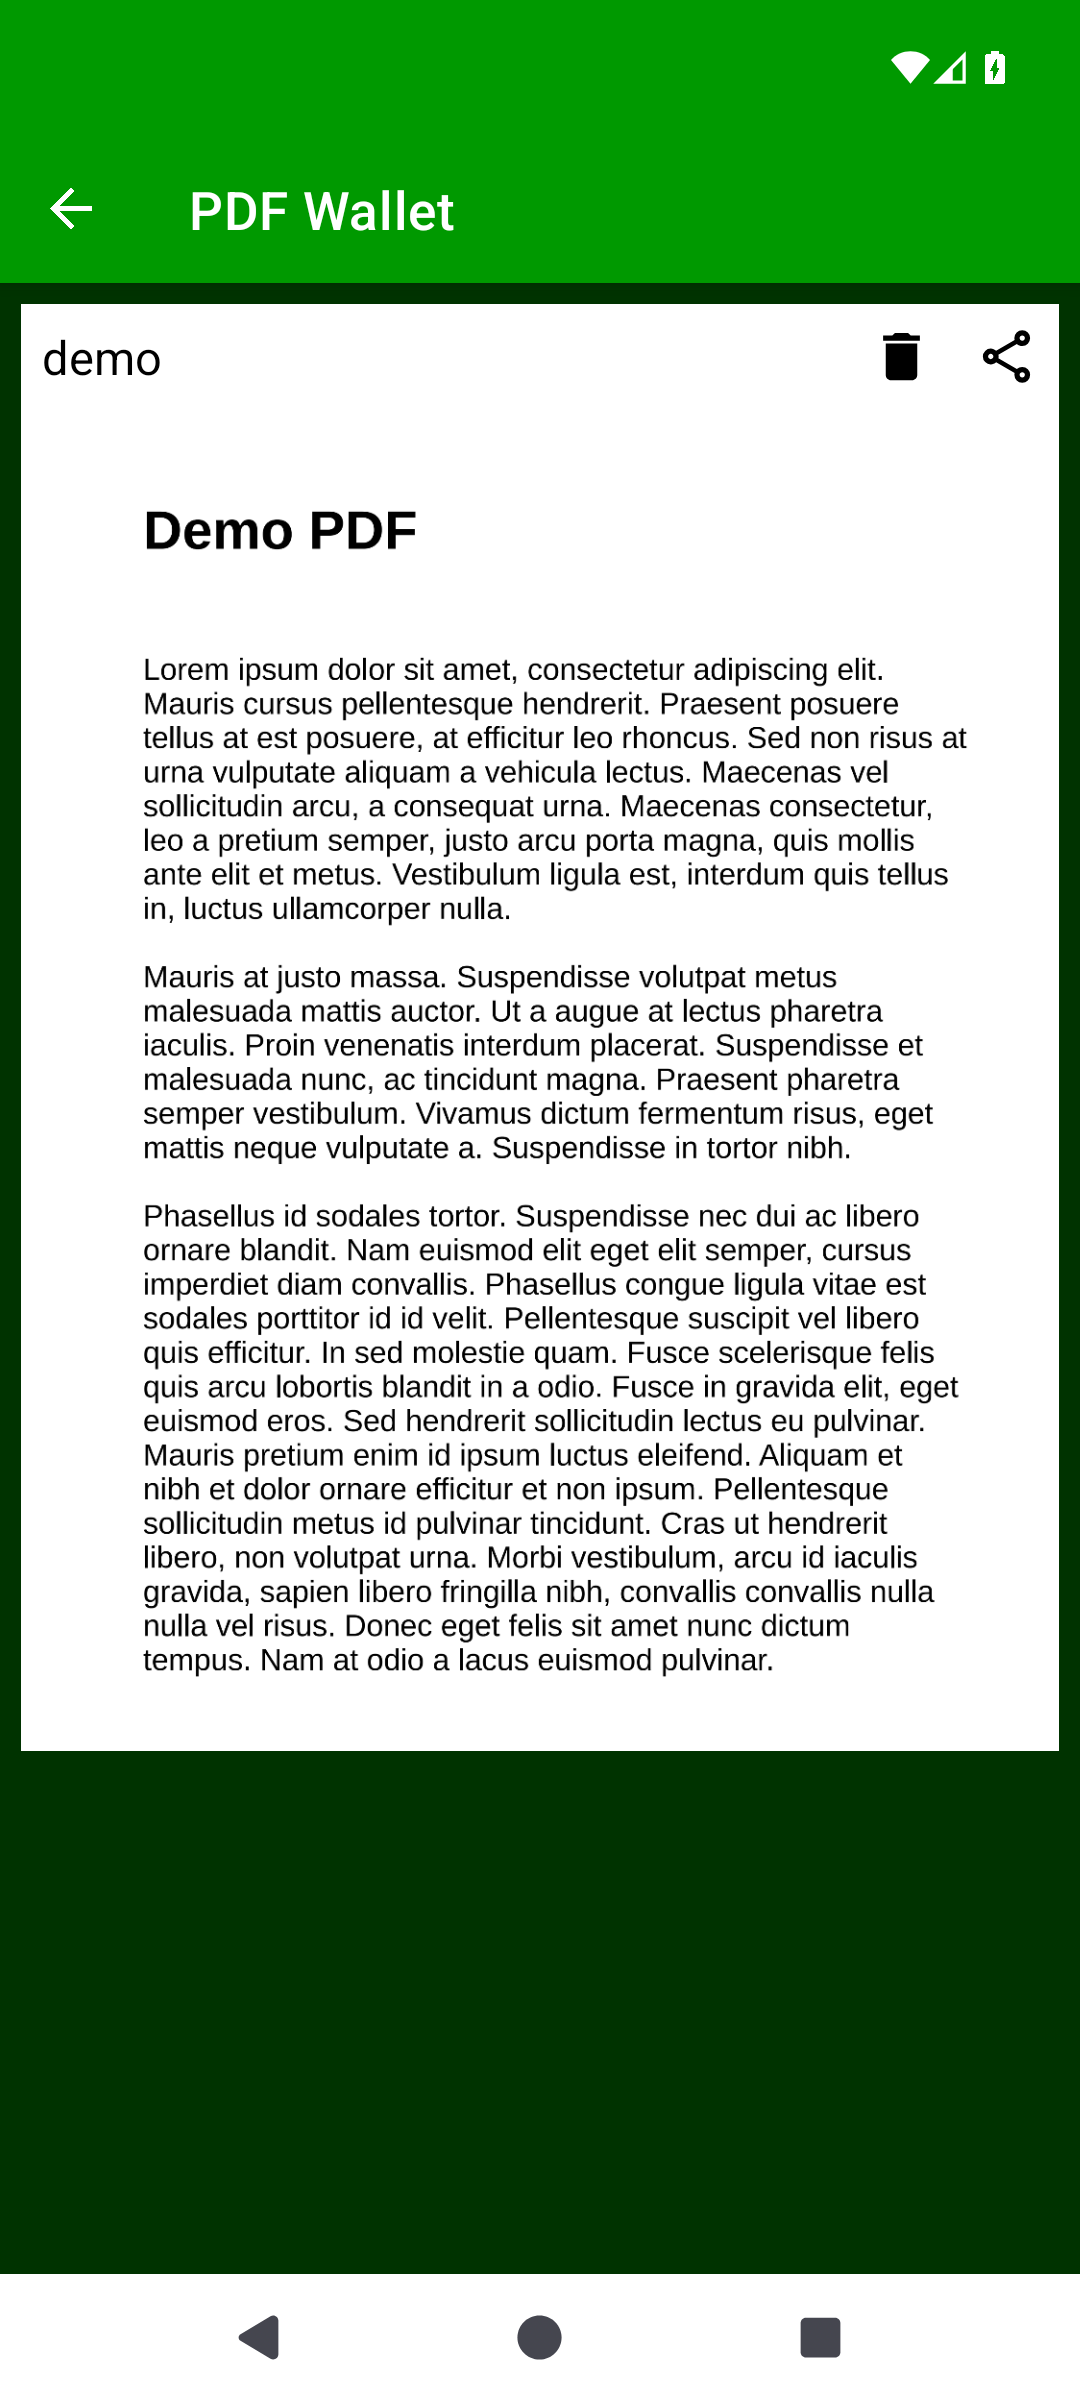 PDF Wallet
demo
Demo PDF
Lorem ipsum dolor sit amet, consectetur adipiscing elit.
Mauris cursus pellentesque hendrerit. Praesent posuere
tellus at est posuere, at efficitur leo rhoncus. Sed non risus at
urna vulputate aliquam a vehicula lectus. Maecenas vel
sollicitudin arcu, a consequat urna. Maecenas consectetur,
leo a pretium semper, justo arcu porta magna, quis mollis
ante elit et metus. Vestibulum ligula est, interdum quis tellus
in, luctus ullamcorper nulla.
Mauris at justo massa. Suspendisse volutpat metus
malesuada mattis auctor. Ut a augue at lectus pharetra
iaculis. Proin venenatis interdum placerat. Suspendisse et
malesuada nunc, ac tincidunt magna. Praesent pharetra
semper vestibulum. Vivamus dictum fermentum risus, eget
mattis neque vulputate a. Suspendisse in tortor nibh.
Phasellus id sodales tortor. Suspendisse nec dui ac libero
ornare blandit. Nam euismod elit eget elit semper, cursus
imperdiet diam convallis. Phasellus congue ligula vitae est
sodales porttitor id id velit. Pellentesque suscipit vel libero
quis efficitur. In sed molestie quam. Fusce scelerisque felis
quis arcu lobortis blandit in a odio. Fusce in gravida elit, eget
euismod eros. Sed hendrerit sollicitudin lectus eu pulvinar.
Mauris pretium enim id ipsum luctus eleifend. Aliquam et
nibh et dolor ornare efficitur et non ipsum. Pellentesque
sollicitudin metus id pulvinar tincidunt. Cras ut hendrerit
libero, non volutpat urna. Morbi vestibulum, arcu id iaculis
gravida, sapien libero fringilla nibh, convallis convallis nulla
nulla vel risus. Donec eget felis sit amet nunc dictum
tempus. Nam at odio a lacus euismod pulvinar.